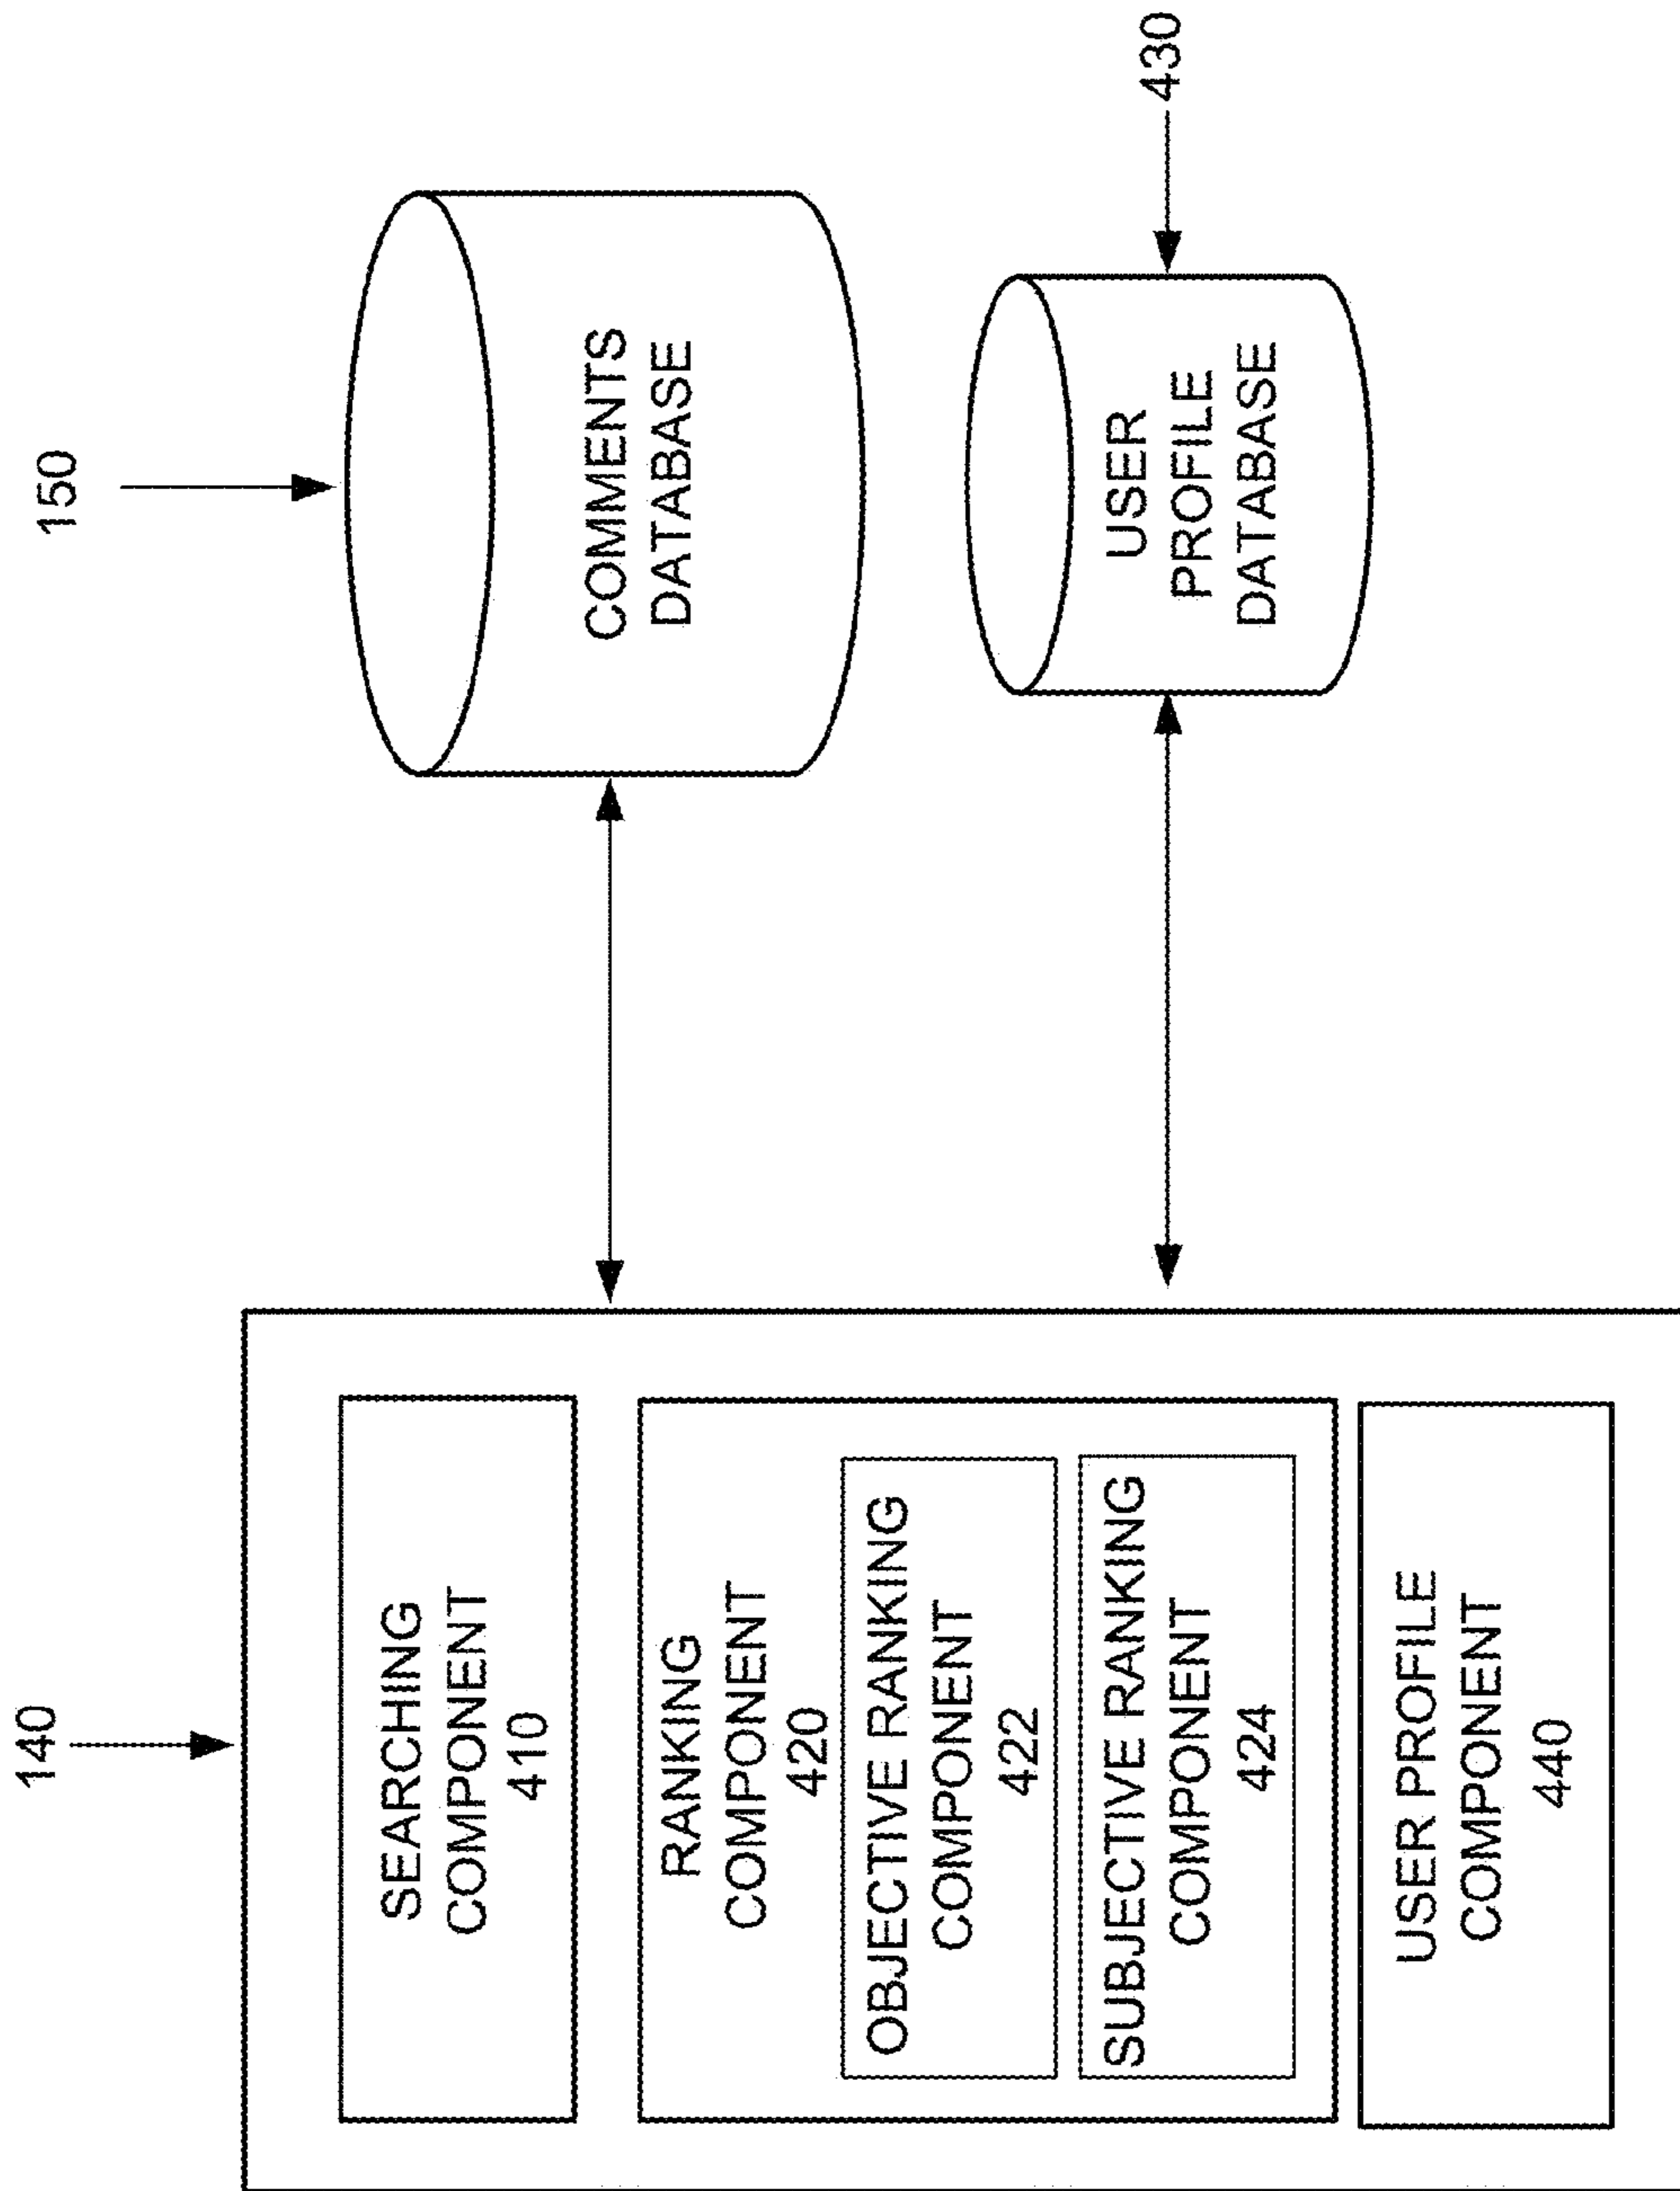 140
SEARCHING
COMPONENT
410
RANKING
COMPONENT
420
OBJECTIVE RANKING
COMPONENT
422
SUBJECTIVE RANKING
COMPONENT
424
USER PROFILE
COMPONENT
440
150
COMMENTS
DATABASE
USER
PROFILE
DATABASE
430